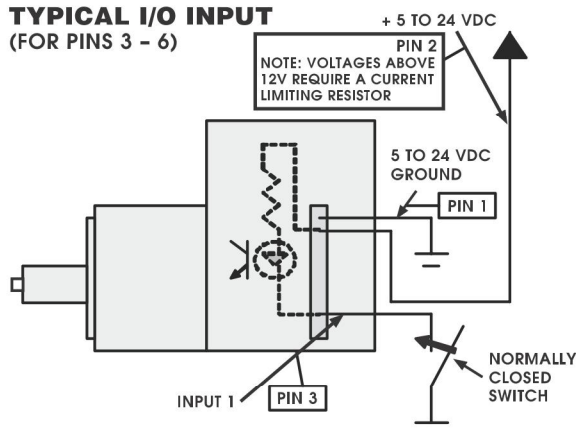 TYPICAL I/O INPUT
(FOR PINS 3 – 6)
+ 5 TO 24 VDC
PIN 2
NOTE: VOLTAGES ABOVE
12V REQUIRE A CURRENT
LIMITING RESISTOR
5 TO 24 VDC
GROUND
PIN 1
NORMALLY
CLOSED
SWITCH
INPUT 1
PIN 3